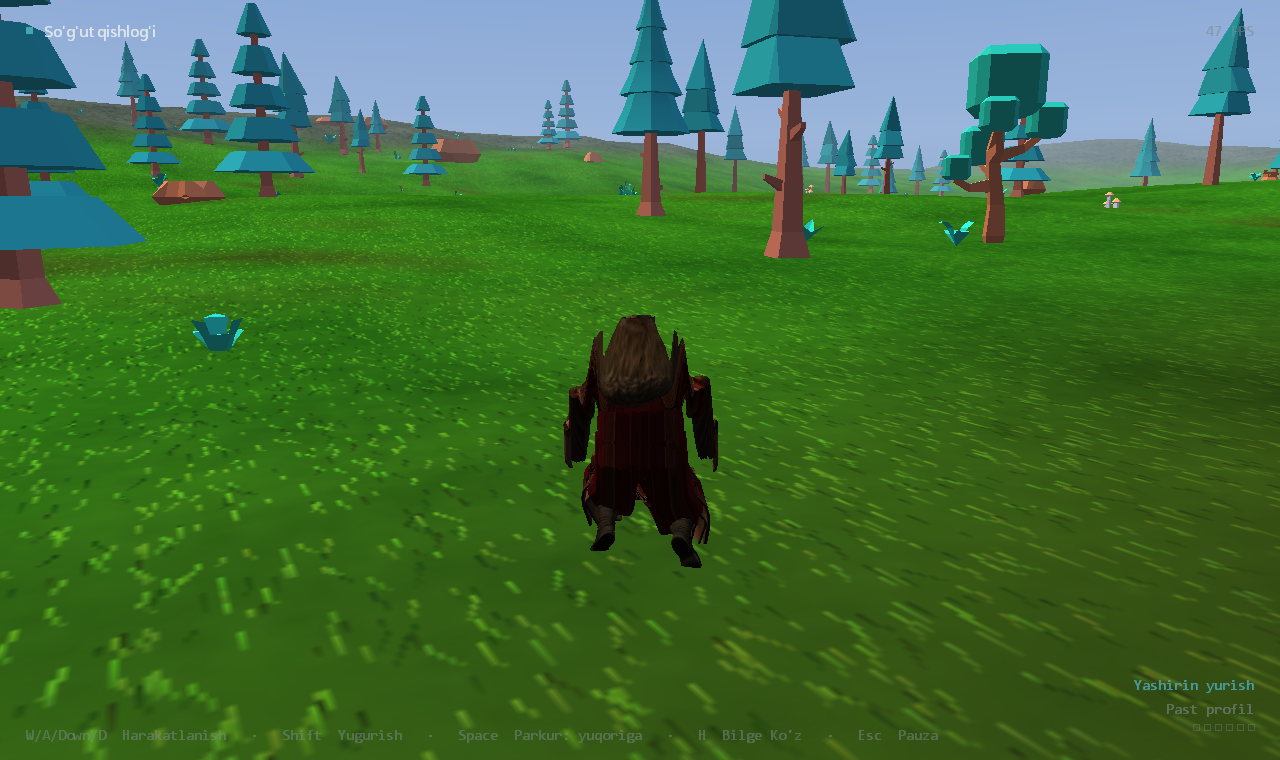 So'g'ut qishlog'i
47 FPS
Yashirin yurish
Past profil
□□□□□□
W/A/Down/D Harakatlanish · Shift Yugurish · Space Parkur: yuqoriga · H Bilge Ko'z · Esc Pauza